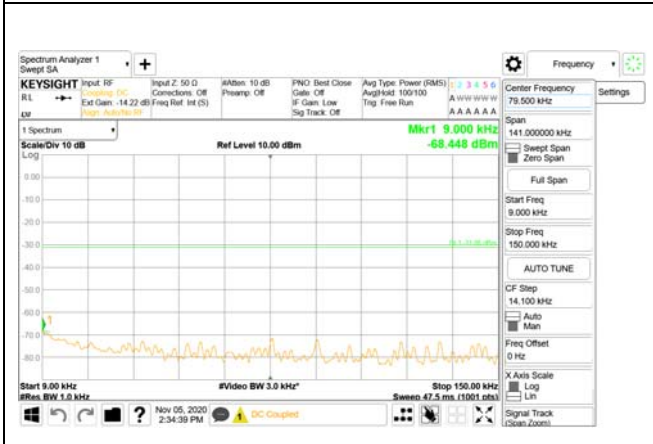 Spectrum Analyzer 1
Swept SA
Frequency
KEYSIGHT Input: RF
RL Coupling: DC
Ext Gain: -14.22 dB
Align: Auto/No RF
Input Z: 50 Ω
Corrections: Off
Freq Ref: Int (S)
#Atten: 10 dB
Preamp: Off
PNO: Best Close
Gate: Off
IF Gain: Low
Sig Track: Off
Avg Type: Power (RMS)
Avg|Hold: 100/100
Trig: Free Run
1 2 3 4 5 6
A W W W W W
A A A A A A
1 Spectrum
Scale/Div 10 dB
Log
Ref Level 10.00 dBm
Mkr1 9.000 kHz
-68.448 dBm
0.00
-10.0
-20.0
-30.0
-40.0
-50.0
-60.0
-70.0
-80.0
1
Start 9.00 kHz
#Res BW 1.0 kHz
#Video BW 3.0 kHz*
Stop 150.00 kHz
Sweep 47.5 ms (1001 pts)
Nov 05, 2020
2:34:39 PM
DC Coupled
Center Frequency
79.500 kHz
Settings
Span
141.000000 kHz
Swept Span
Zero Span
Full Span
Start Freq
9.000 kHz
Stop Freq
150.000 kHz
AUTO TUNE
CF Step
14.100 kHz
Auto
Man
Freq Offset
0 Hz
X Axis Scale
Log
Lin
Signal Track
(Span Zoom)